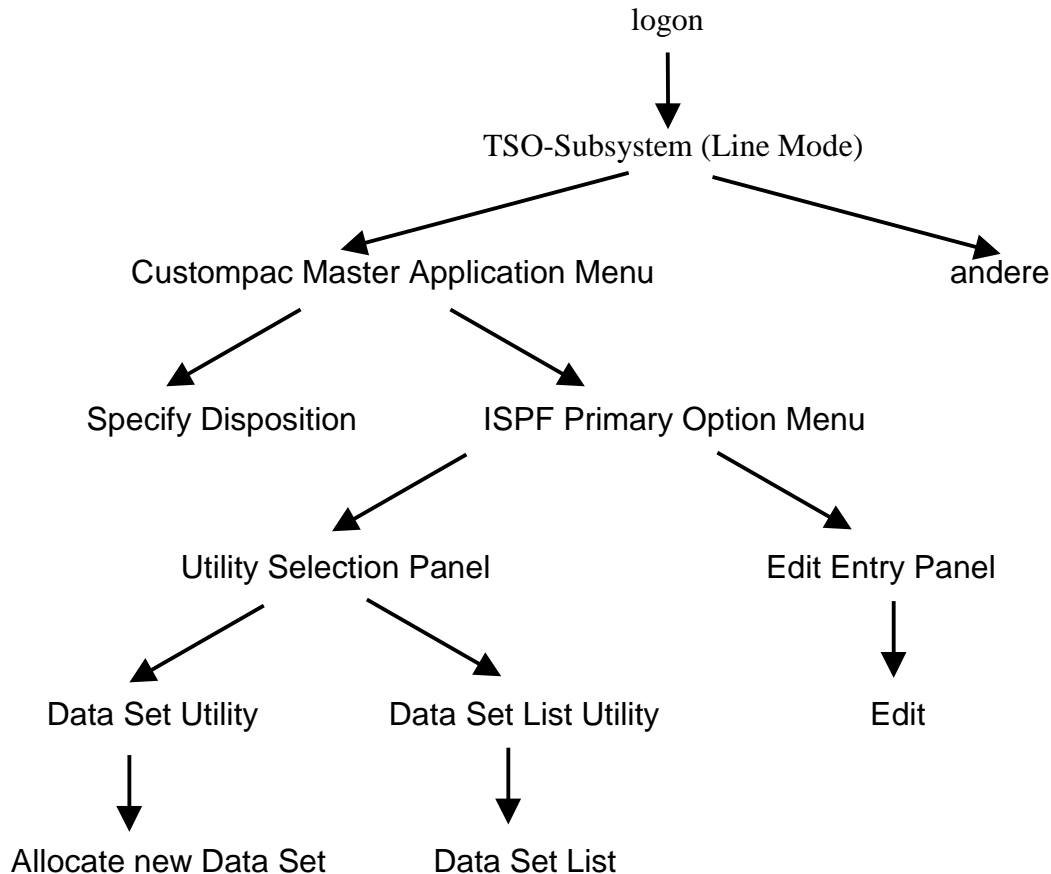 logon
TSO-Subsystem (Line Mode)
Custompac Master Application Menu
andere
Specify Disposition
ISPF Primary Option Menu
Utility Selection Panel
Edit Entry Panel
Data Set Utility
Data Set List Utility
Edit
Allocate new Data Set
Data Set List